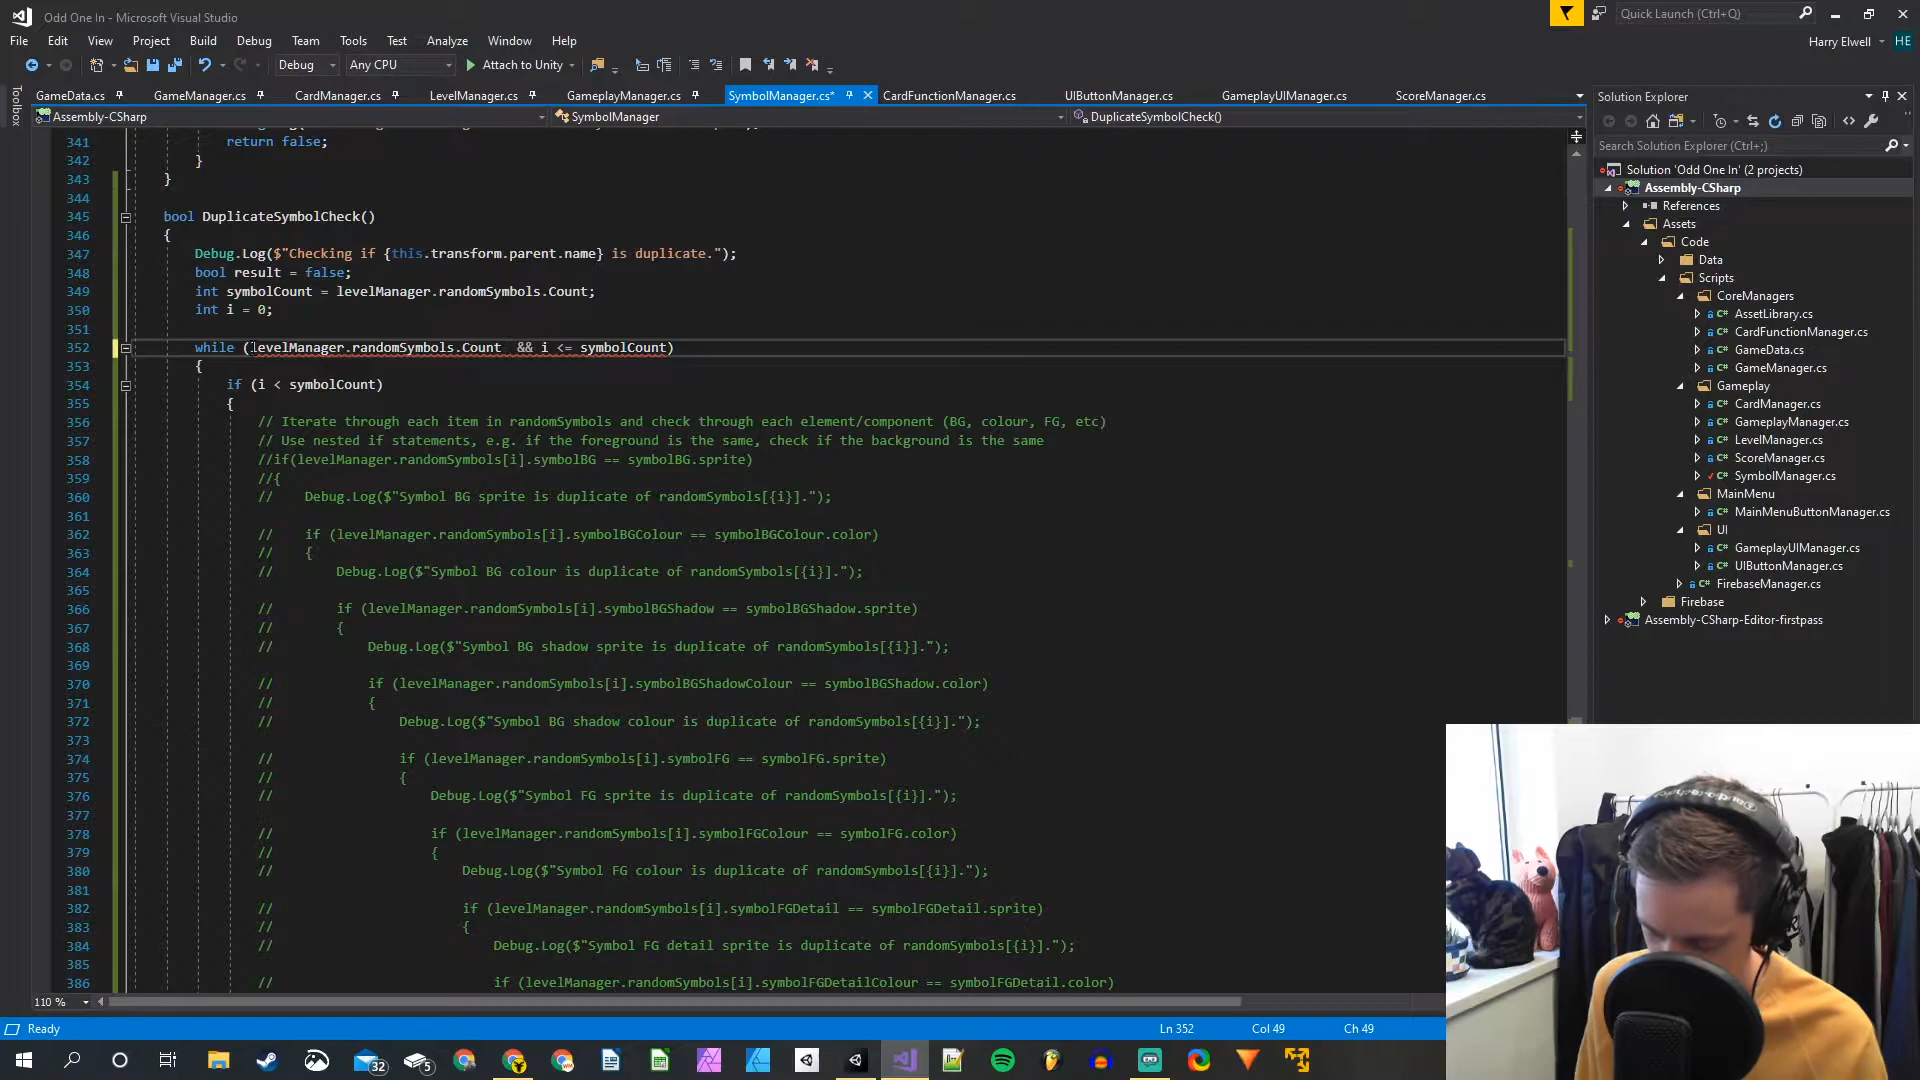 Odd One In - Microsoft Visual Studio
Quick Launch (Ctrl+Q)
File Edit View Project Build Debug Team Tools Test Analyze Window Help
Harry Elwell HE
Debug Any CPU Attach to Unity
Toolbox
GameData.cs GameManager.cs CardManager.cs LevelManager.cs GameplayManager.cs SymbolManager.cs* CardFunctionManager.cs UIButtonManager.cs GameplayUIManager.cs ScoreManager.cs
Assembly-CSharp SymbolManager DuplicateSymbolCheck()
341 return false;
342 }
343 }
344
345 bool DuplicateSymbolCheck()
346 {
347 Debug.Log($"Checking if {this.transform.parent.name} is duplicate.");
348 bool result = false;
349 int symbolCount = levelManager.randomSymbols.Count;
350 int i = 0;
351
352 while (levelManager.randomSymbols.Count && i <= symbolCount)
353 {
354 if (i < symbolCount)
355 {
356 // Iterate through each item in randomSymbols and check through each element/component (BG, colour, FG, etc)
357 // Use nested if statements, e.g. if the foreground is the same, check if the background is the same
358 //if(levelManager.randomSymbols[i].symbolBG == symbolBG.sprite)
359 //{
360 // Debug.Log($"Symbol BG sprite is duplicate of randomSymbols[{i}].");
361
362 // if (levelManager.randomSymbols[i].symbolBGColour == symbolBGColour.color)
363 // {
364 // Debug.Log($"Symbol BG colour is duplicate of randomSymbols[{i}].");
365
366 // if (levelManager.randomSymbols[i].symbolBGShadow == symbolBGShadow.sprite)
367 // {
368 // Debug.Log($"Symbol BG shadow sprite is duplicate of randomSymbols[{i}].");
369
370 // if (levelManager.randomSymbols[i].symbolBGShadowColour == symbolBGShadow.color)
371 // {
372 // Debug.Log($"Symbol BG shadow colour is duplicate of randomSymbols[{i}].");
373
374 // if (levelManager.randomSymbols[i].symbolFG == symbolFG.sprite)
375 // {
376 // Debug.Log($"Symbol FG sprite is duplicate of randomSymbols[{i}].");
377
378 // if (levelManager.randomSymbols[i].symbolFGColour == symbolFG.color)
379 // {
380 // Debug.Log($"Symbol FG colour is duplicate of randomSymbols[{i}].");
381
382 // if (levelManager.randomSymbols[i].symbolFGDetail == symbolFGDetail.sprite)
383 // {
384 // Debug.Log($"Symbol FG detail sprite is duplicate of randomSymbols[{i}].");
385
386 // if (levelManager.randomSymbols[i].symbolFGDetailColour == symbolFGDetail.color)
110 %
Solution Explorer
Search Solution Explorer (Ctrl+;)
Solution 'Odd One In' (2 projects)
Assembly-CSharp
References
Assets
Code
Data
Scripts
CoreManagers
AssetLibrary.cs
CardFunctionManager.cs
GameData.cs
GameManager.cs
Gameplay
CardManager.cs
GameplayManager.cs
LevelManager.cs
ScoreManager.cs
SymbolManager.cs
MainMenu
MainMenuButtonManager.cs
UI
GameplayUIManager.cs
UIButtonManager.cs
FirebaseManager.cs
Firebase
Assembly-CSharp-Editor-firstpass
Ready Ln 352 Col 49 Ch 49
32 5